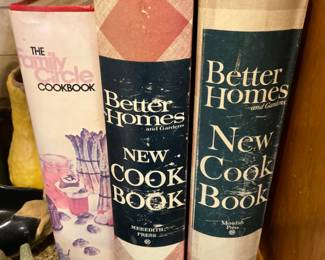 THE
Family
Circle
COOKBOOK
Better
Homes
and Gardens
NEW
COOK
BOOK
MEREDITH
PRESS
Better
Homes
and Gardens
New
Cook
Book
Meredith
Press